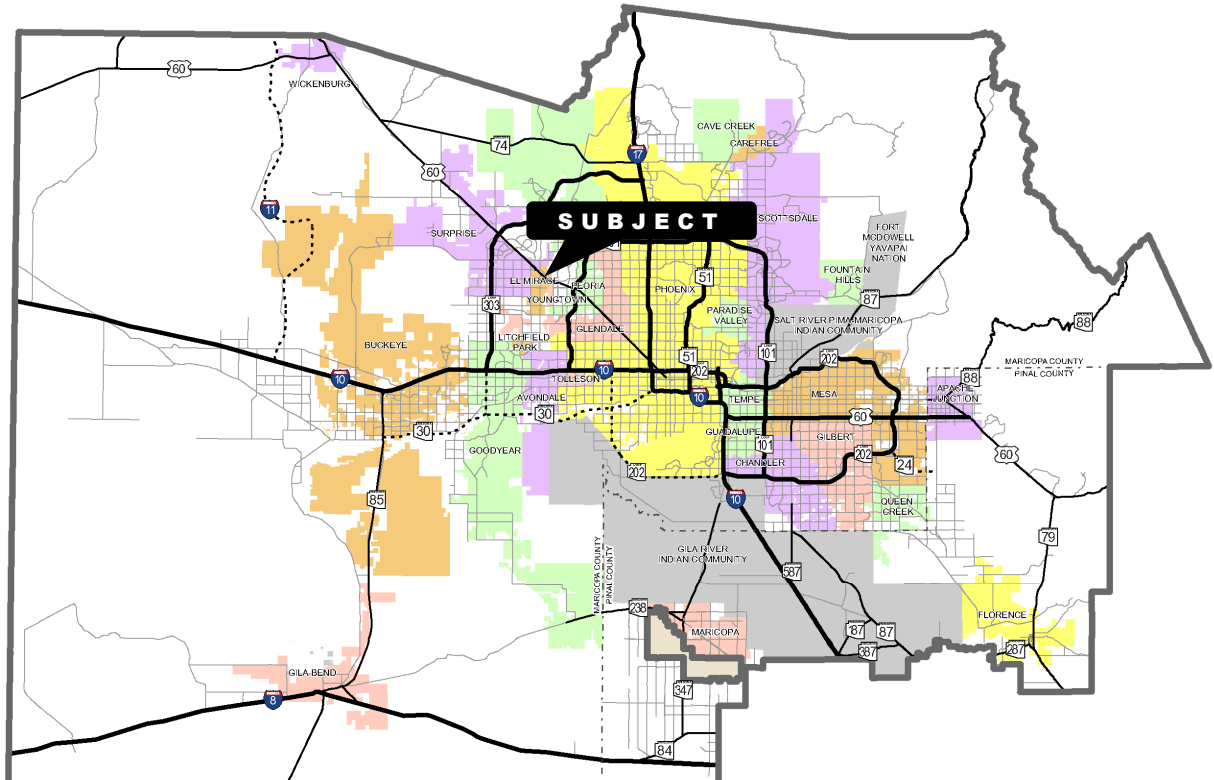 60
WICKENBURG
74
17
CAVE CREEK
CAREFREE
60
11
SURPRISE
SUBJECT
SCOTTSDALE
FORT
MCDOWELL
YAVAPAI
NATION
EL MIRAGE
PEORIA
YOUNGTOWN
303
51
PHOENIX
FOUNTAIN
HILLS
87
PARADISE
VALLEY
SALT RIVER PIMA-MARICOPA
INDIAN COMMUNITY
88
GLENDALE
LITCHFIELD
PARK
BUCKEYE
51
101
202
MARICOPA COUNTY
PINAL COUNTY
10
TOLLESON
10
202
88
APACHE
JUNCTION
AVONDALE
10
TEMPE
MESA
30
30
60
GUADALUPE
GILBERT
101
GOODYEAR
CHANDLER
202
24
60
202
85
10
QUEEN
CREEK
79
GILA RIVER
INDIAN COMMUNITY
MARICOPA COUNTY
PINAL COUNTY
587
238
FLORENCE
MARICOPA
87
87
387
287
GILA BEND
8
347
84